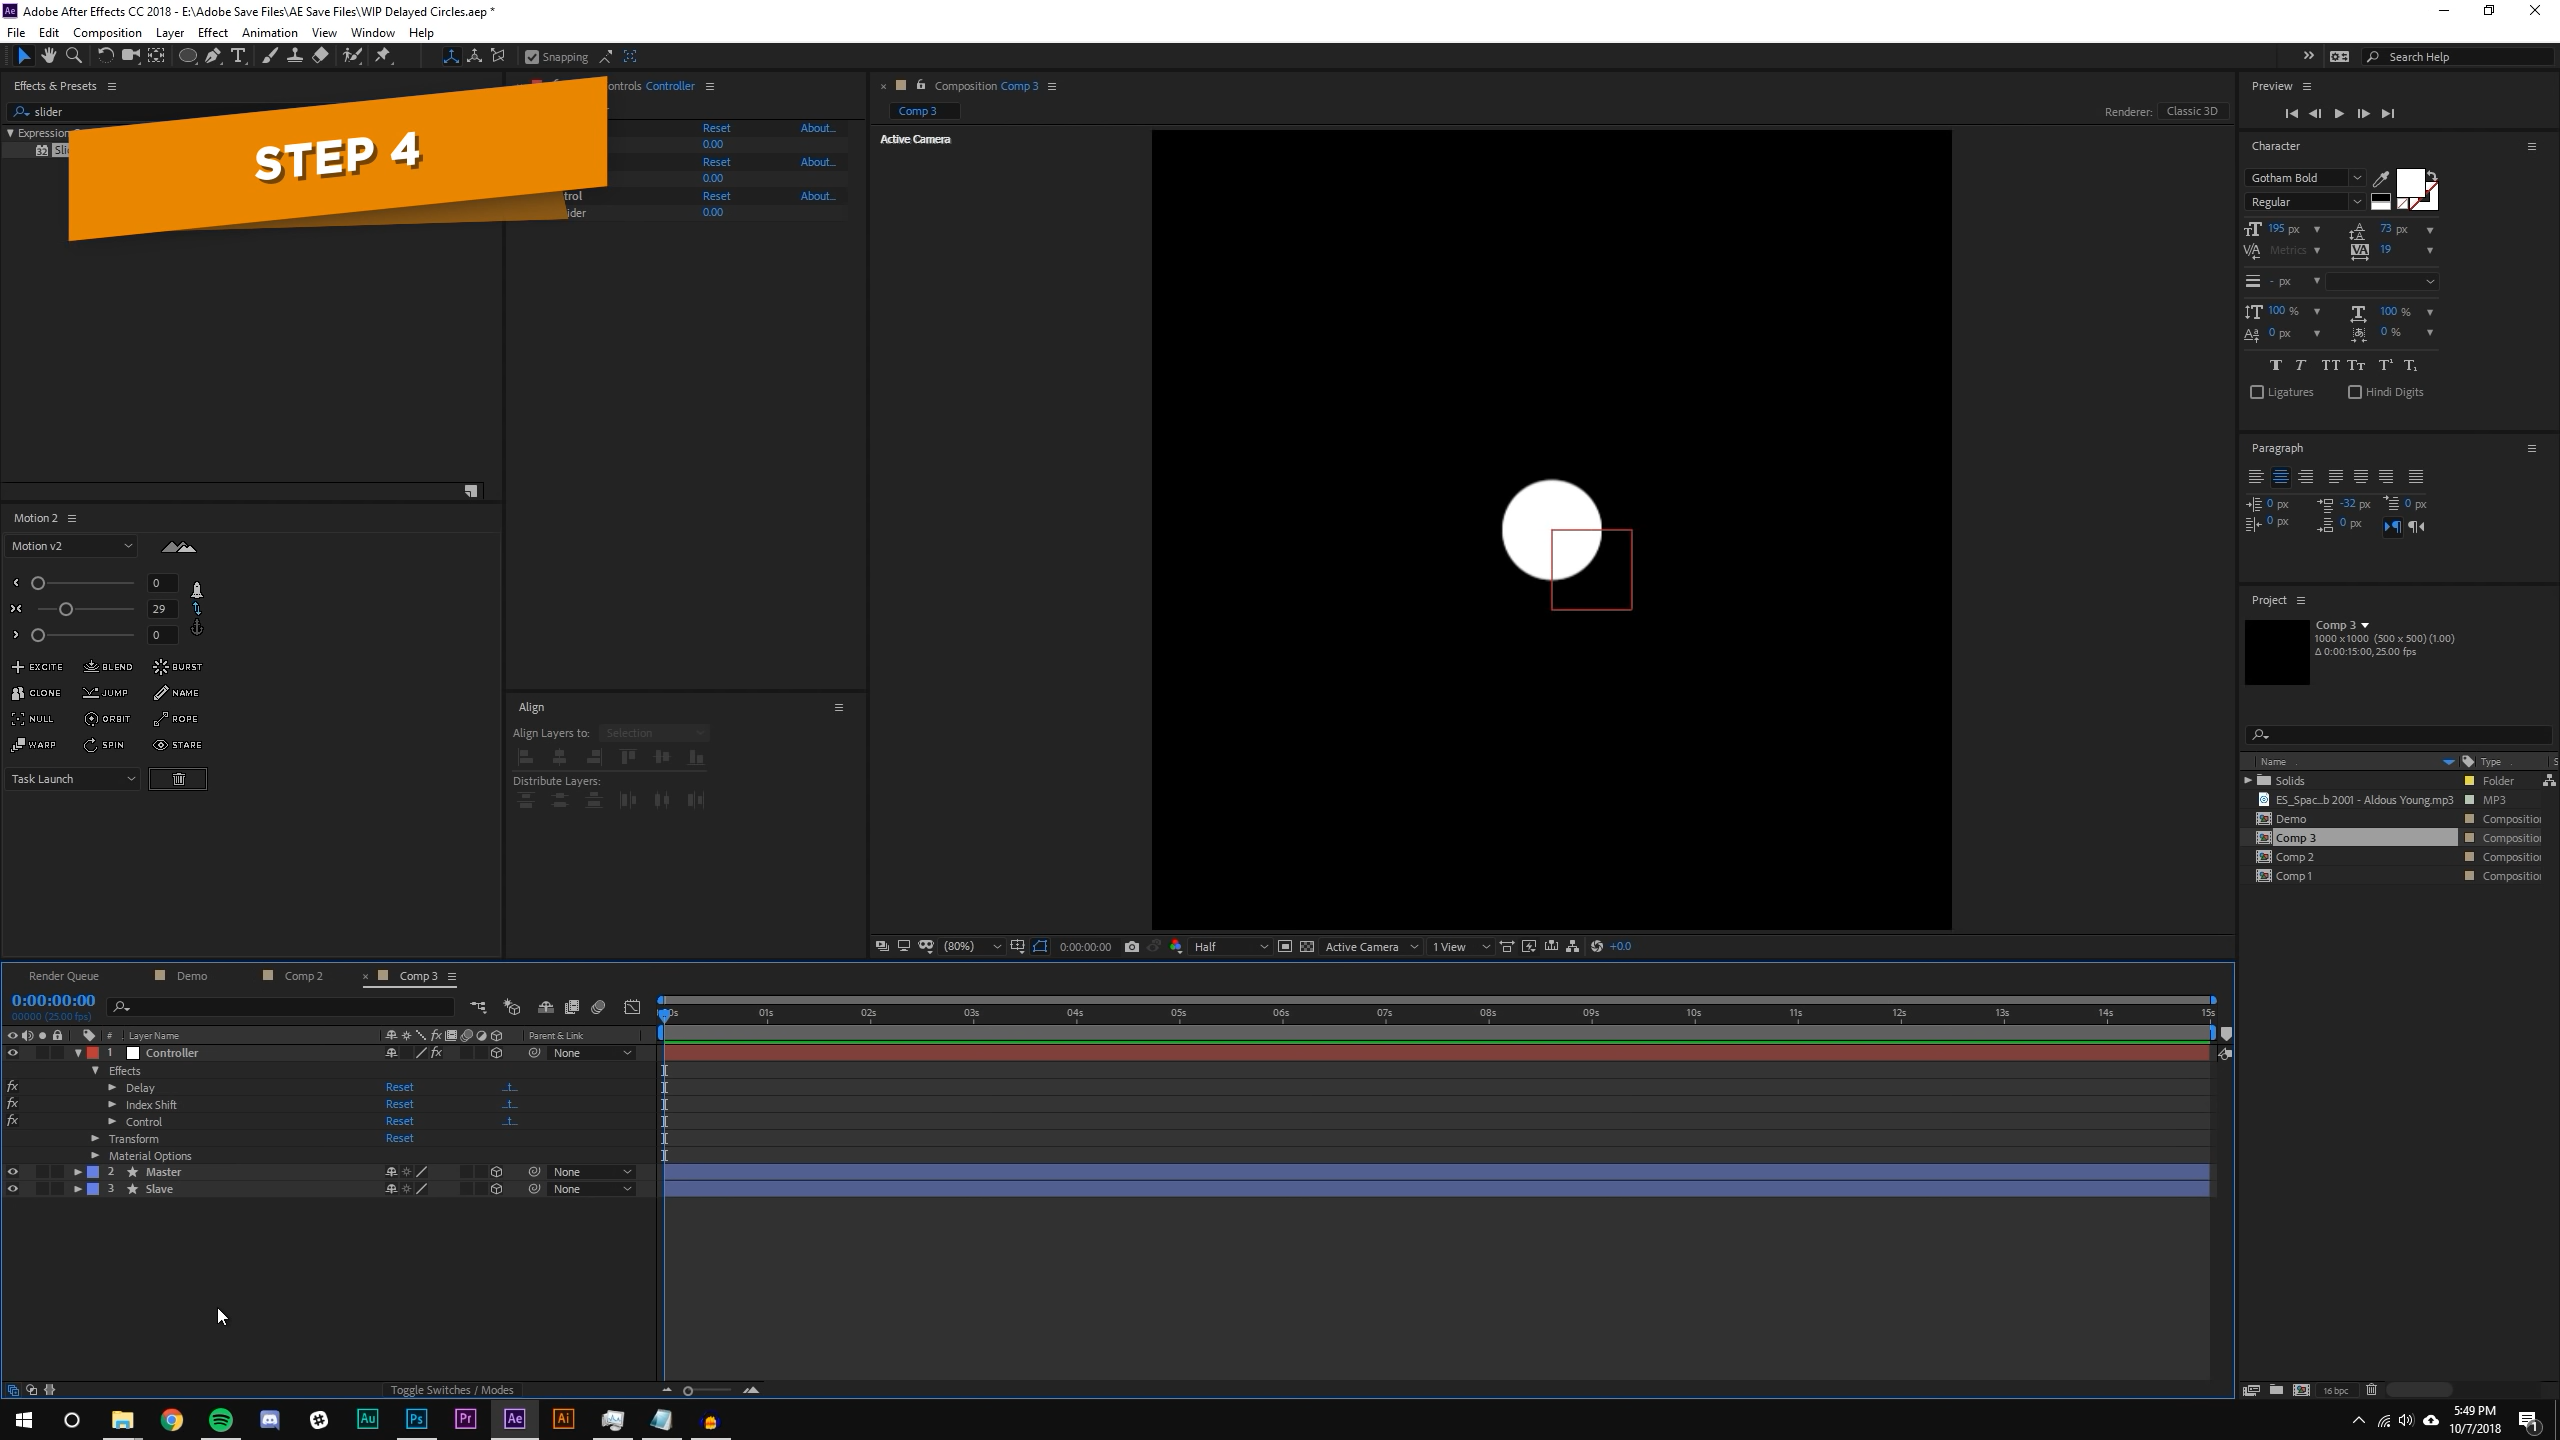 Adobe After Effects CC 2018 - E:\Adobe Save Files\AE Save Files\WIP Delayed Circles.aep *
File Edit Composition Layer Effect Animation View Window Help
Snapping
Search Help
Effects & Presets
slider
Expression
STEP 4
ontrols Controller
Reset About...
0.00
Reset About...
0.00
trol Reset About...
ider 0.00
Composition Comp 3
Comp 3
Renderer: Classic 3D
Active Camera
Preview
Character
Gotham Bold
Regular
195 px 73 px
Metrics 19
- px
100 % 100 %
0 px 0 %
Ligatures Hindi Digits
Paragraph
0 px -32 px 0 px
0 px 0 px
Project
Comp 3
1000 x 1000 (500 x 500) (1.00)
Δ 0:00:15:00, 25.00 fps
Name Type
Solids Folder
ES_Spac...b 2001 - Aldous Young.mp3 MP3
Demo Composition
Comp 3 Composition
Comp 2 Composition
Comp 1 Composition
16 bpc
Motion 2
Motion v2
0
29
0
EXCITE BLEND BURST
CLONE JUMP NAME
NULL ORBIT ROPE
WARP SPIN STARE
Task Launch
Align
Align Layers to: Selection
Distribute Layers:
(80%) 0:00:00:00 Half Active Camera 1 View +0.0
Render Queue Demo Comp 2 Comp 3
0:00:00:00
00000 (25.00 fps)
01s 02s 03s 04s 05s 06s 07s 08s 09s 10s 11s 12s 13s 14s 15s
# Layer Name Parent & Link
1 Controller None
Effects
Delay Reset
Index Shift Reset
Control Reset
Transform Reset
Material Options
2 Master None
3 Slave None
Toggle Switches / Modes
5:49 PM
10/7/2018